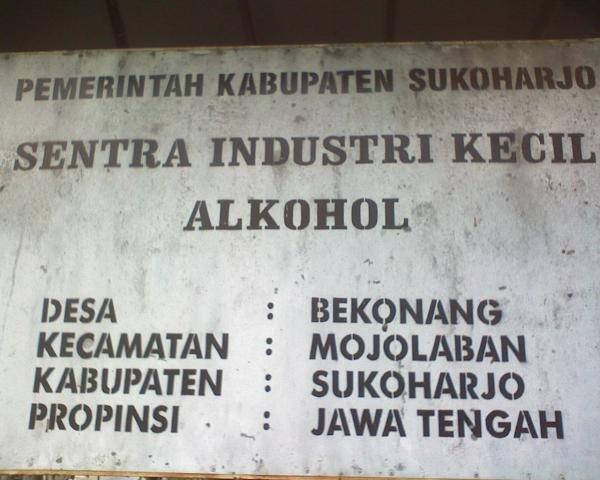 PEMERINTAH KABUPATEN SUKOHARJO
SENTRA INDUSTRI KECIL
ALKOHOL
DESA : BEKONANG
KECAMATAN : MOJOLABAN
KABUPATEN : SUKOHARJO
PROPINSI : JAWA TENGAH